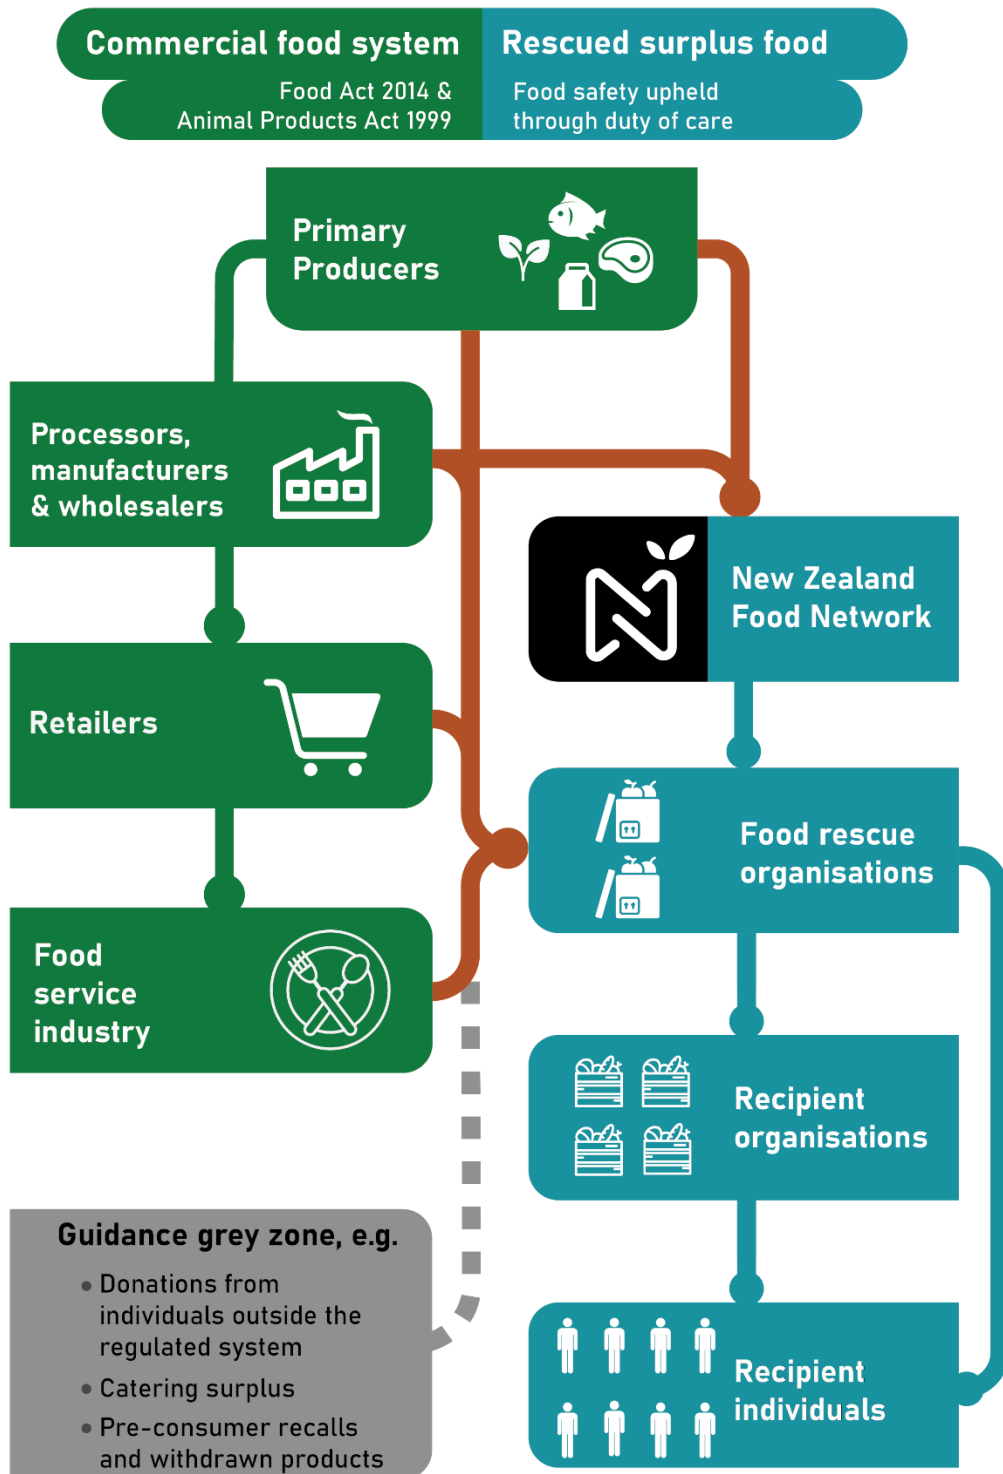 Commercial food system
Rescued surplus food
Food Act 2014 &
Animal Products Act 1999
Food safety upheld
through duty of care
Primary
Producers
Processors,
manufacturers
& wholesalers
New Zealand
Food Network
Retailers
Food rescue
organisations
Food
service
industry
Recipient
organisations
Guidance grey zone, e.g.
• Donations from
individuals outside the
regulated system
• Catering surplus
• Pre-consumer recalls
and withdrawn products
Recipient
individuals